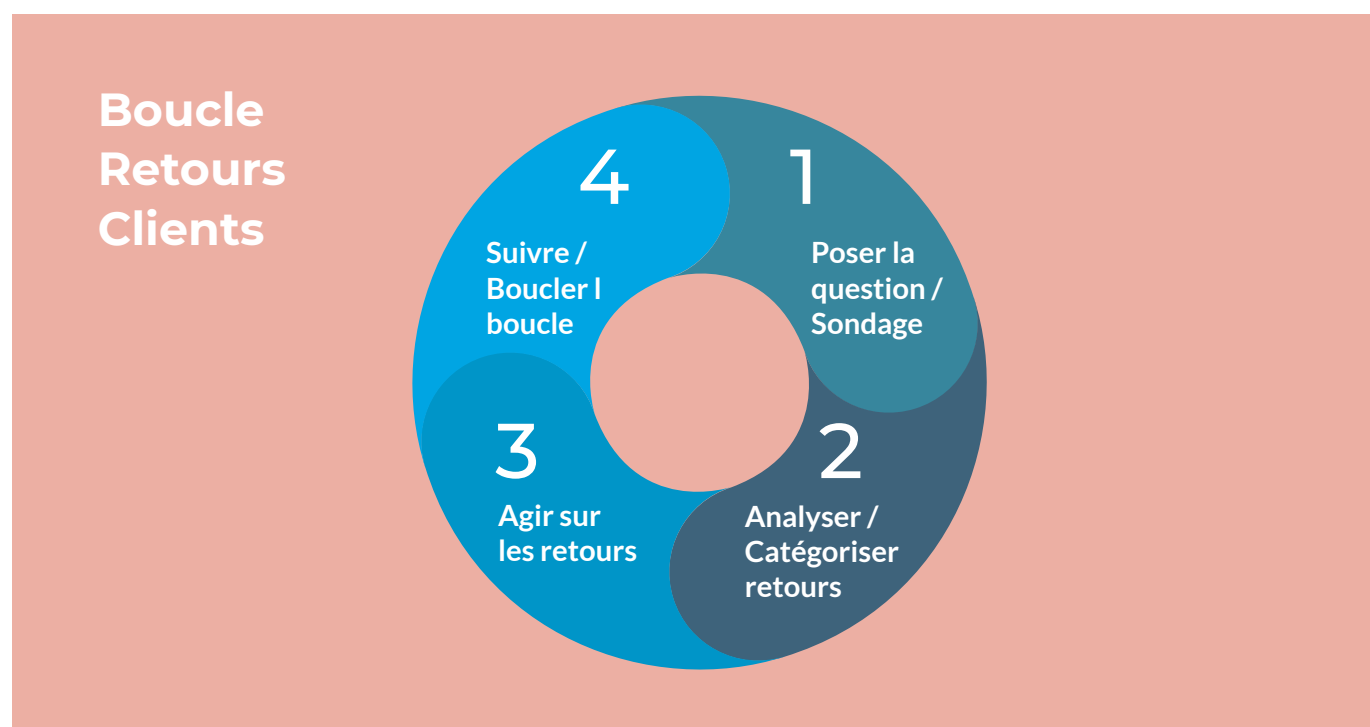 Boucle
Retours
Clients
1
Poser la
question /
Sondage
2
Analyser /
Catégoriser
retours
3
Agir sur
les retours
4
Suivre /
Boucler l
boucle